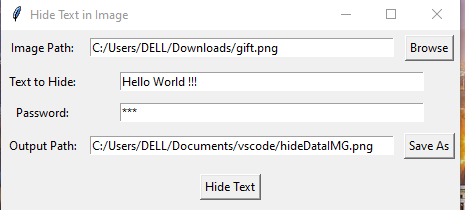 Hide Text in Image
Image Path: C:/Users/DELL/Downloads/gift.png Browse
Text to Hide: Hello World !!!
Password: ***
Output Path: C:/Users/DELL/Documents/vscode/hideDataIMG.png Save As
Hide Text